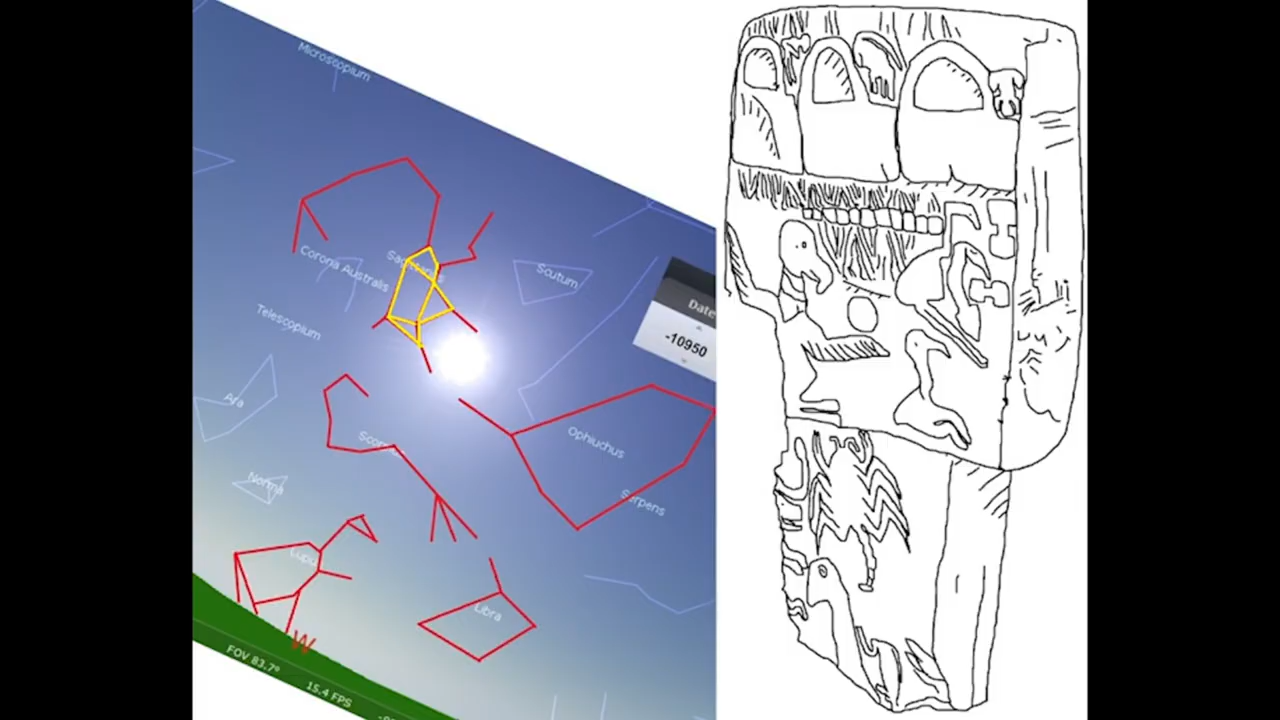 Microscopium
Corona Australis
Sagittarius
Scutum
Telescopium
Date
-10950
Ara
Scorpius
Ophiuchus
Norma
Serpens
Lupus
Libra
W
FOV 83.7°
15.4 FPS